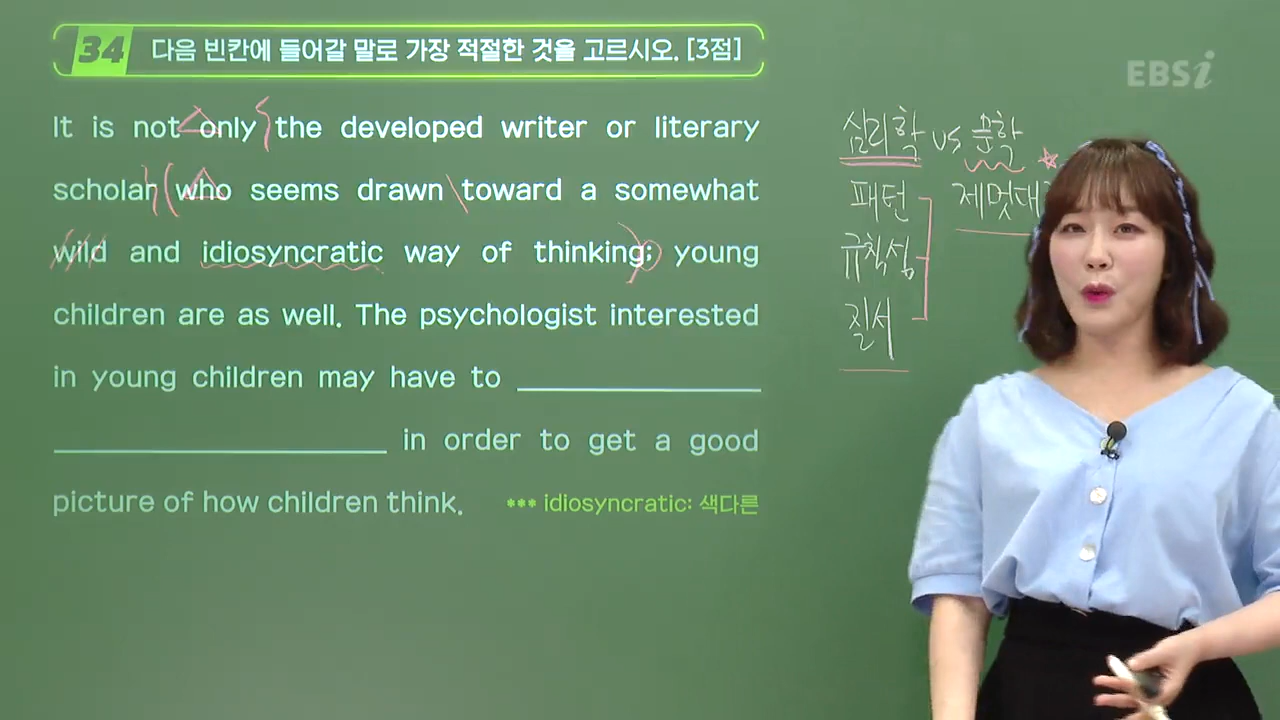 34 다음 빈칸에 들어갈 말로 가장 적절한 것을 고르시오. [3점]
EBSi
It is not only the developed writer or literary
scholar who seems drawn toward a somewhat
wild and idiosyncratic way of thinking; young
children are as well. The psychologist interested
in young children may have to
in order to get a good
picture of how children think.
*** idiosyncratic: 색다른
심리학 vs 문학
패턴 제멋대
규칙성
질서